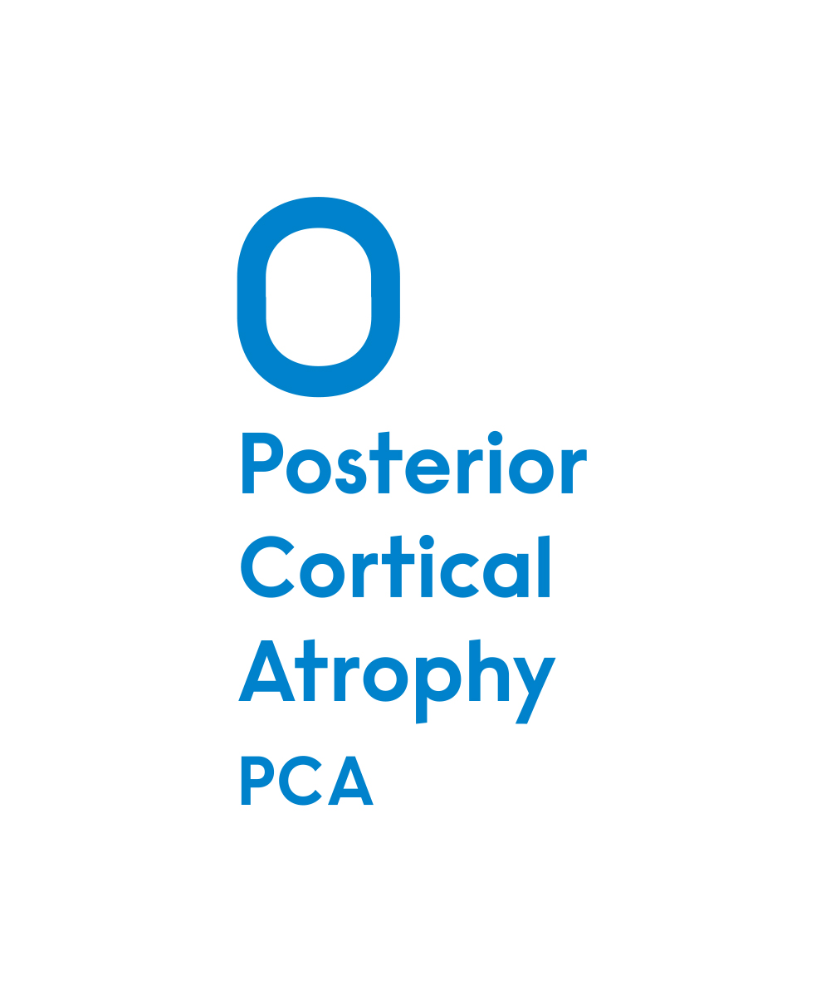 O
Posterior
Cortical
Atrophy
PCA